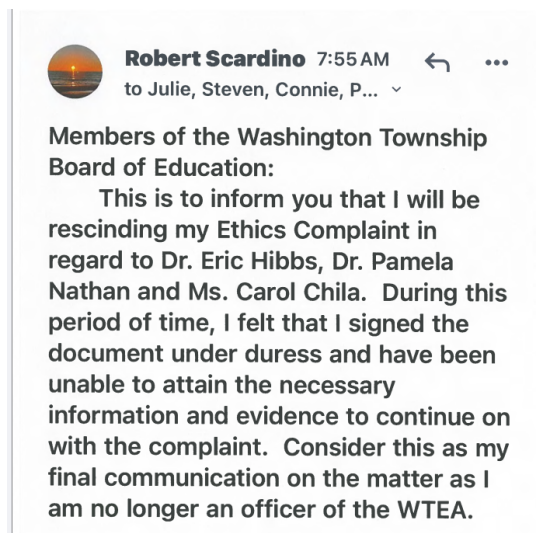 Robert Scardino 7:55 AM
to Julie, Steven, Connie, P...
Members of the Washington Township
Board of Education:
This is to inform you that I will be
rescinding my Ethics Complaint in
regard to Dr. Eric Hibbs, Dr. Pamela
Nathan and Ms. Carol Chila. During this
period of time, I felt that I signed the
document under duress and have been
unable to attain the necessary
information and evidence to continue on
with the complaint. Consider this as my
final communication on the matter as I
am no longer an officer of the WTEA.